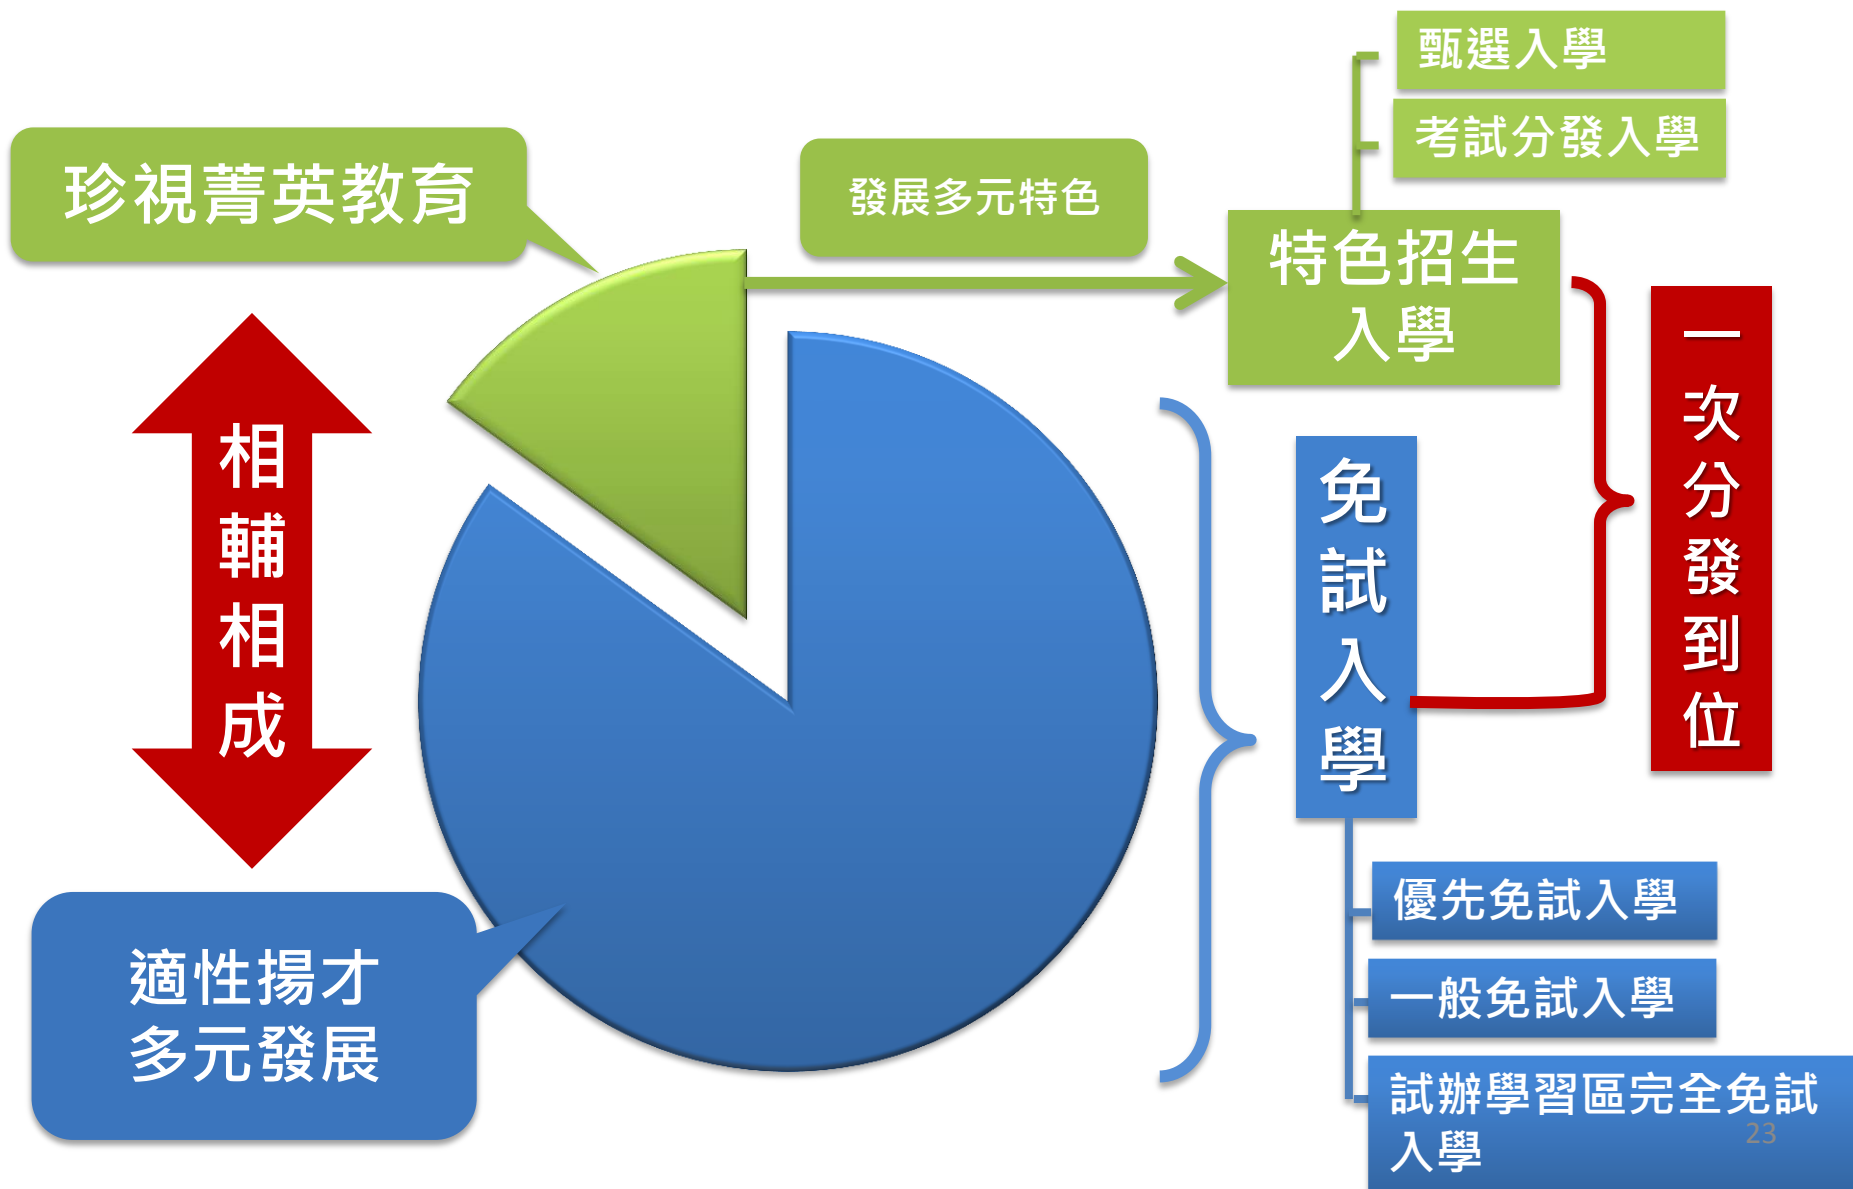 甄選入學
考試分發入學
珍視菁英教育
發展多元特色
特色招生
入學
一次分發到位
相輔相成
免試入學
適性揚才
多元發展
優先免試入學
一般免試入學
試辦學習區完全免試
入學
23